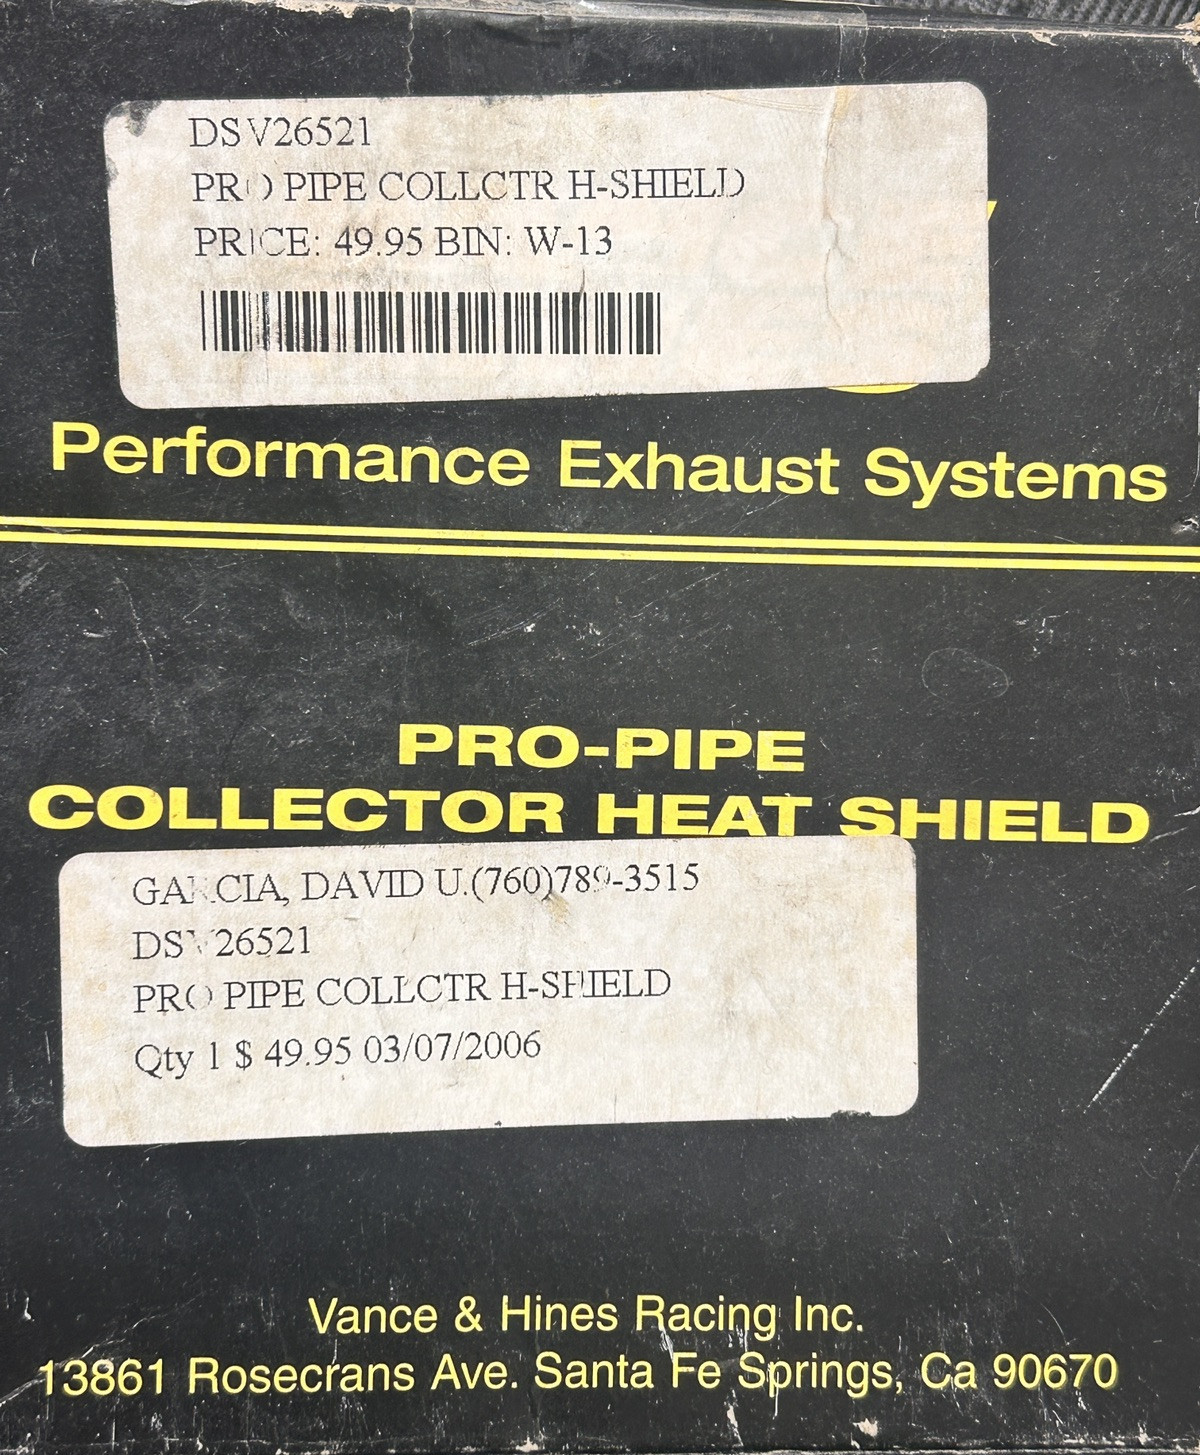 DSV26521
PRO PIPE COLLCTR H-SHIELD
PRICE: 49.95 BIN: W-13
Performance Exhaust Systems
PRO-PIPE
COLLECTOR HEAT SHIELD
GARCIA, DAVID U.(760)789-3515
DSV26521
PRO PIPE COLLCTR H-SHIELD
Qty 1 $ 49.95 03/07/2006
Vance & Hines Racing Inc.
13861 Rosecrans Ave. Santa Fe Springs, Ca 90670